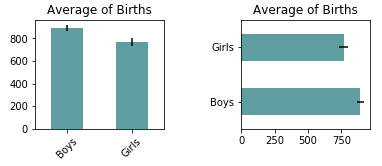 Average of Births
800
600
400
200
0
Boys
Girls
Average of Births
Girls
Boys
0
250
500
750